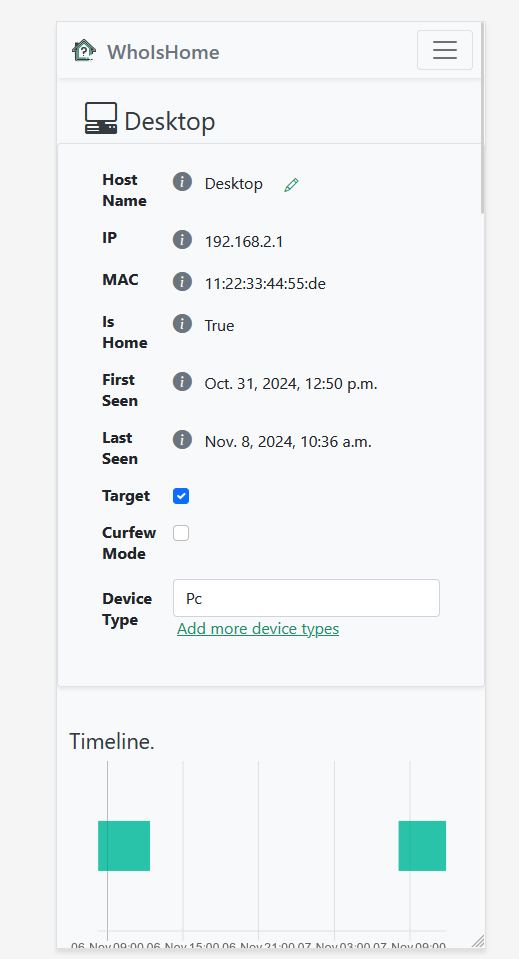 WhoIsHome
Desktop
Host Name
Desktop
IP
192.168.2.1
MAC
11:22:33:44:55:de
Is Home
True
First Seen
Oct. 31, 2024, 12:50 p.m.
Last Seen
Nov. 8, 2024, 10:36 a.m.
Target
Curfew Mode
Device Type
Pc
Add more device types
Timeline.
06. Nov 09:00 06. Nov 15:00 06. Nov 21:00 07. Nov 03:00 07. Nov 09:00